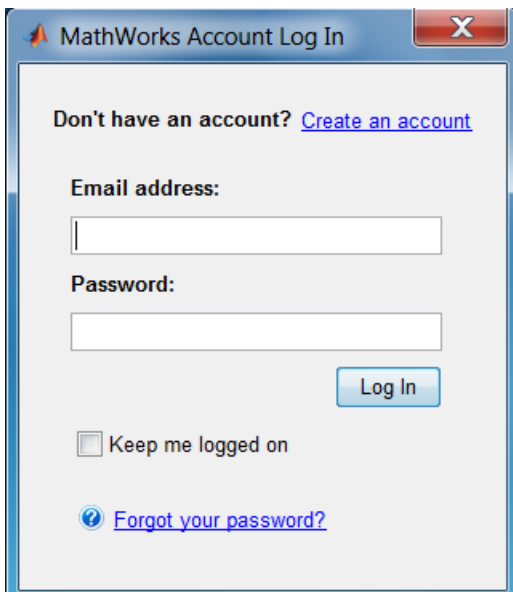 MathWorks Account Log In
Don't have an account? Create an account
Email address:
Password:
Log In
Keep me logged on
Forgot your password?